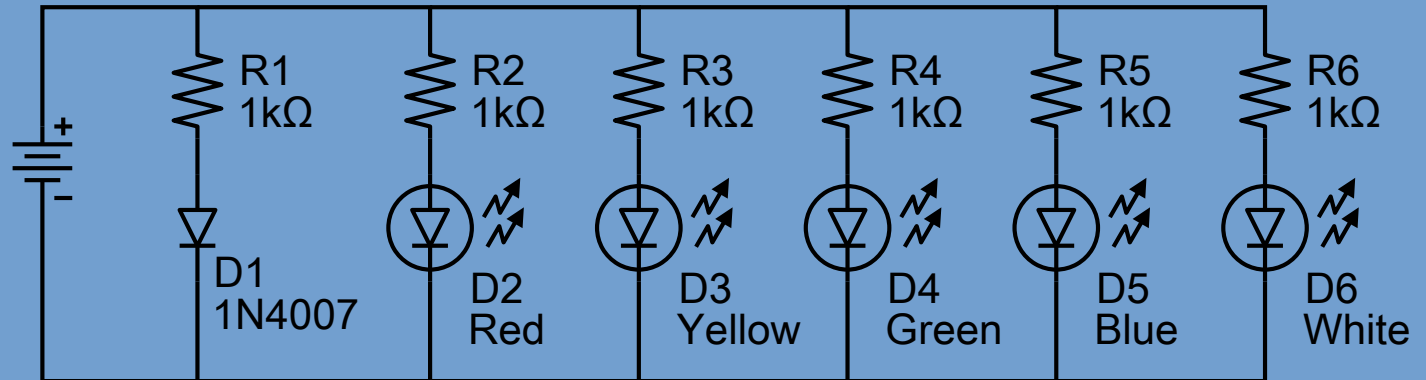 +
−
R1
1kΩ
D1
1N4007
R2
1kΩ
D2
Red
R3
1kΩ
D3
Yellow
R4
1kΩ
D4
Green
R5
1kΩ
D5
Blue
R6
1kΩ
D6
White